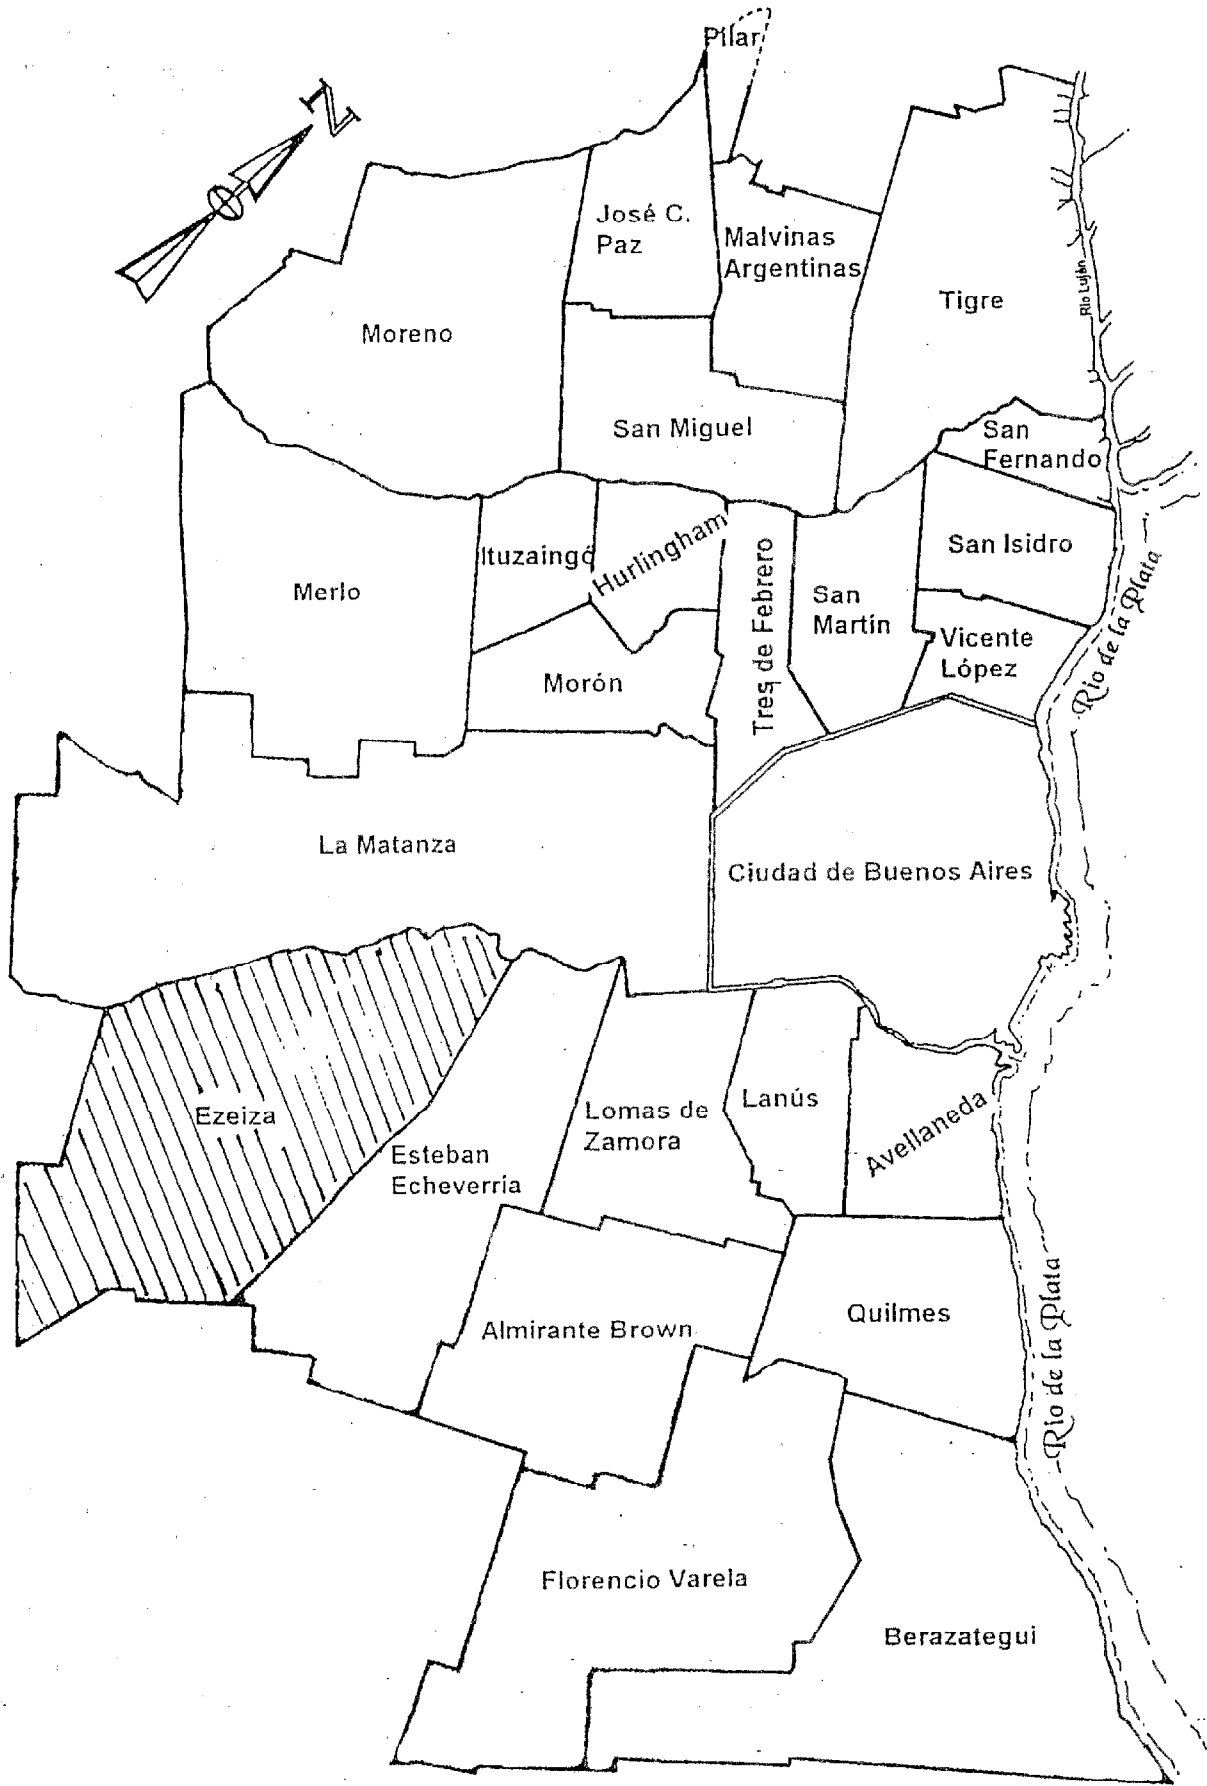 Pilar
N
José C.
Paz
Malvinas
Argentinas
Tigre
Río Luján
Moreno
San Miguel
San
Fernando
Ituzaingó
Hurlingham
San Isidro
Merlo
Tres de Febrero
San
Martín
Vicente
López
Río de la Plata
Morón
La Matanza
Ciudad de Buenos Aires
Ezeiza
Esteban
Echeverría
Lomas de
Zamora
Lanús
Avellaneda
Almirante Brown
Quilmes
Río de la Plata
Florencio Varela
Berazategui